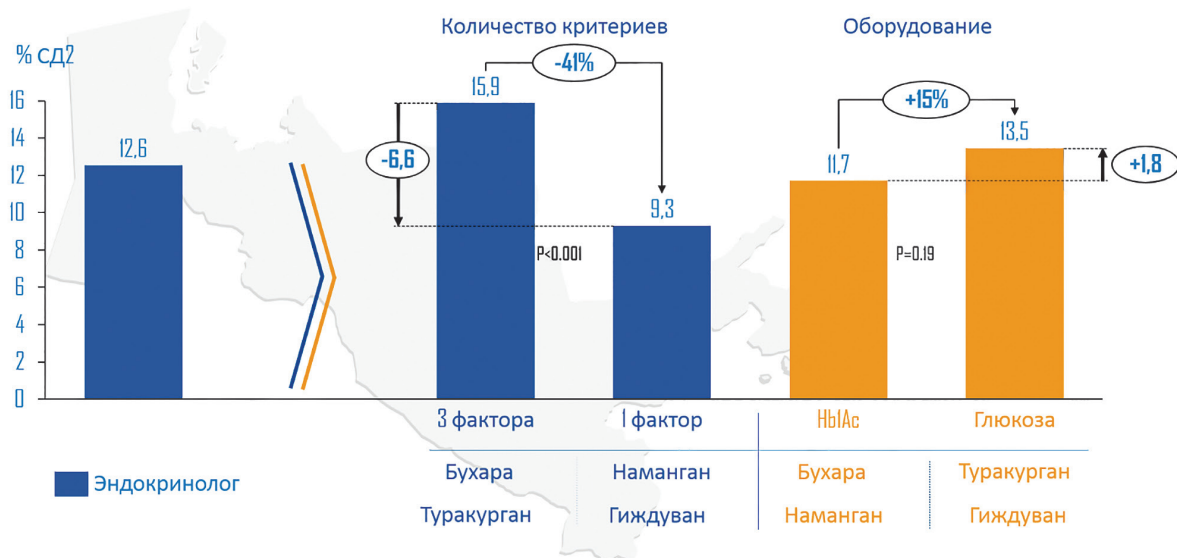 Количество критериев
Оборудование
% СД2
16
14
12
10
8
6
4
2
0
12,6
15,9
-41%
-6,6
9,3
P<0.001
11,7
+15%
13,5
+1,8
P=0.19
3 фактора
1 фактор
Hb1Ac
Глюкоза
Бухара
Наманган
Бухара
Туракурган
Туракурган
Гиждуван
Наманган
Гиждуван
Эндокринолог